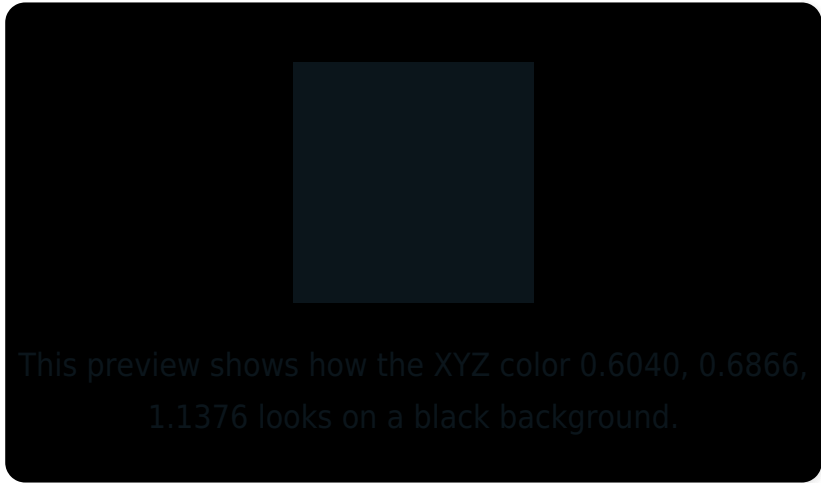 This preview shows how the XYZ color 0.6040, 0.6866,
1.1376 looks on a black background.